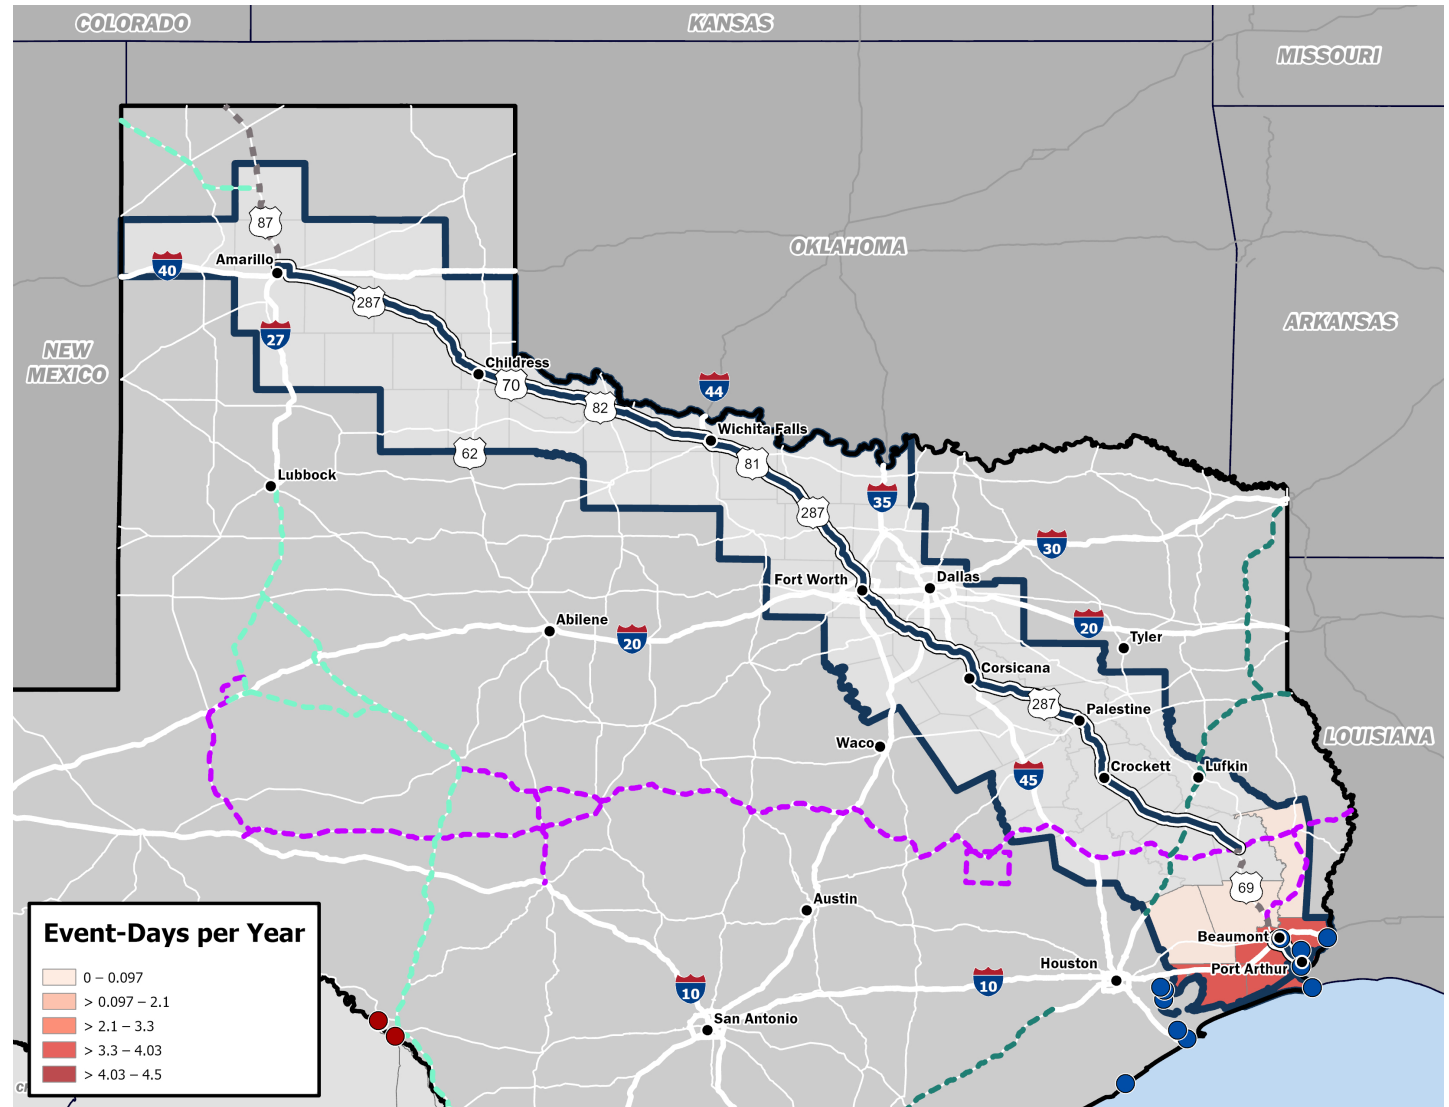 COLORADO
KANSAS
MISSOURI
87
OKLAHOMA
Amarillo
40
287
27
ARKANSAS
NEW
MEXICO
Childress
70
44
82
Wichita Falls
62
81
Lubbock
35
287
30
Fort Worth
Dallas
Abilene
20
20
Tyler
Corsicana
287
Palestine
LOUISIANA
Waco
45
Crockett
Lufkin
69
Austin
Beaumont
Houston
Port Arthur
10
10
San Antonio
Event-Days per Year
0 – 0.097
> 0.097 – 2.1
> 2.1 – 3.3
> 3.3 – 4.03
> 4.03 – 4.5